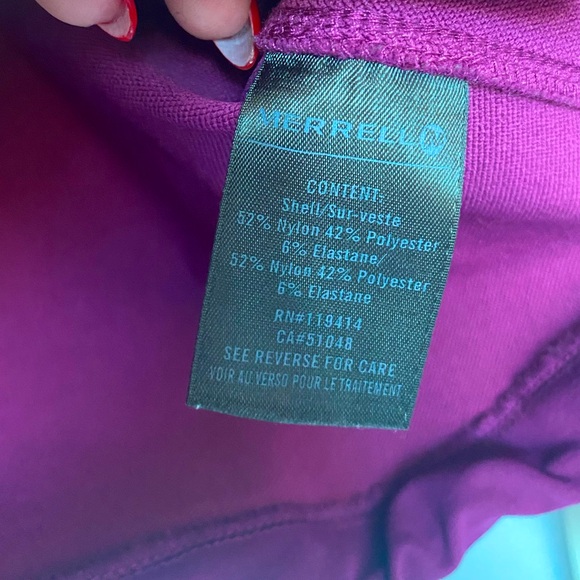 MERRELL
CONTENT:
Shell/Sur-veste
52% Nylon 42% Polyester
6% Elastane/
52% Nylon 42% Polyester
6% Elastane
RN#119414
CA#51048
SEE REVERSE FOR CARE
VOIR AU VERSO POUR LE TRAITEMENT